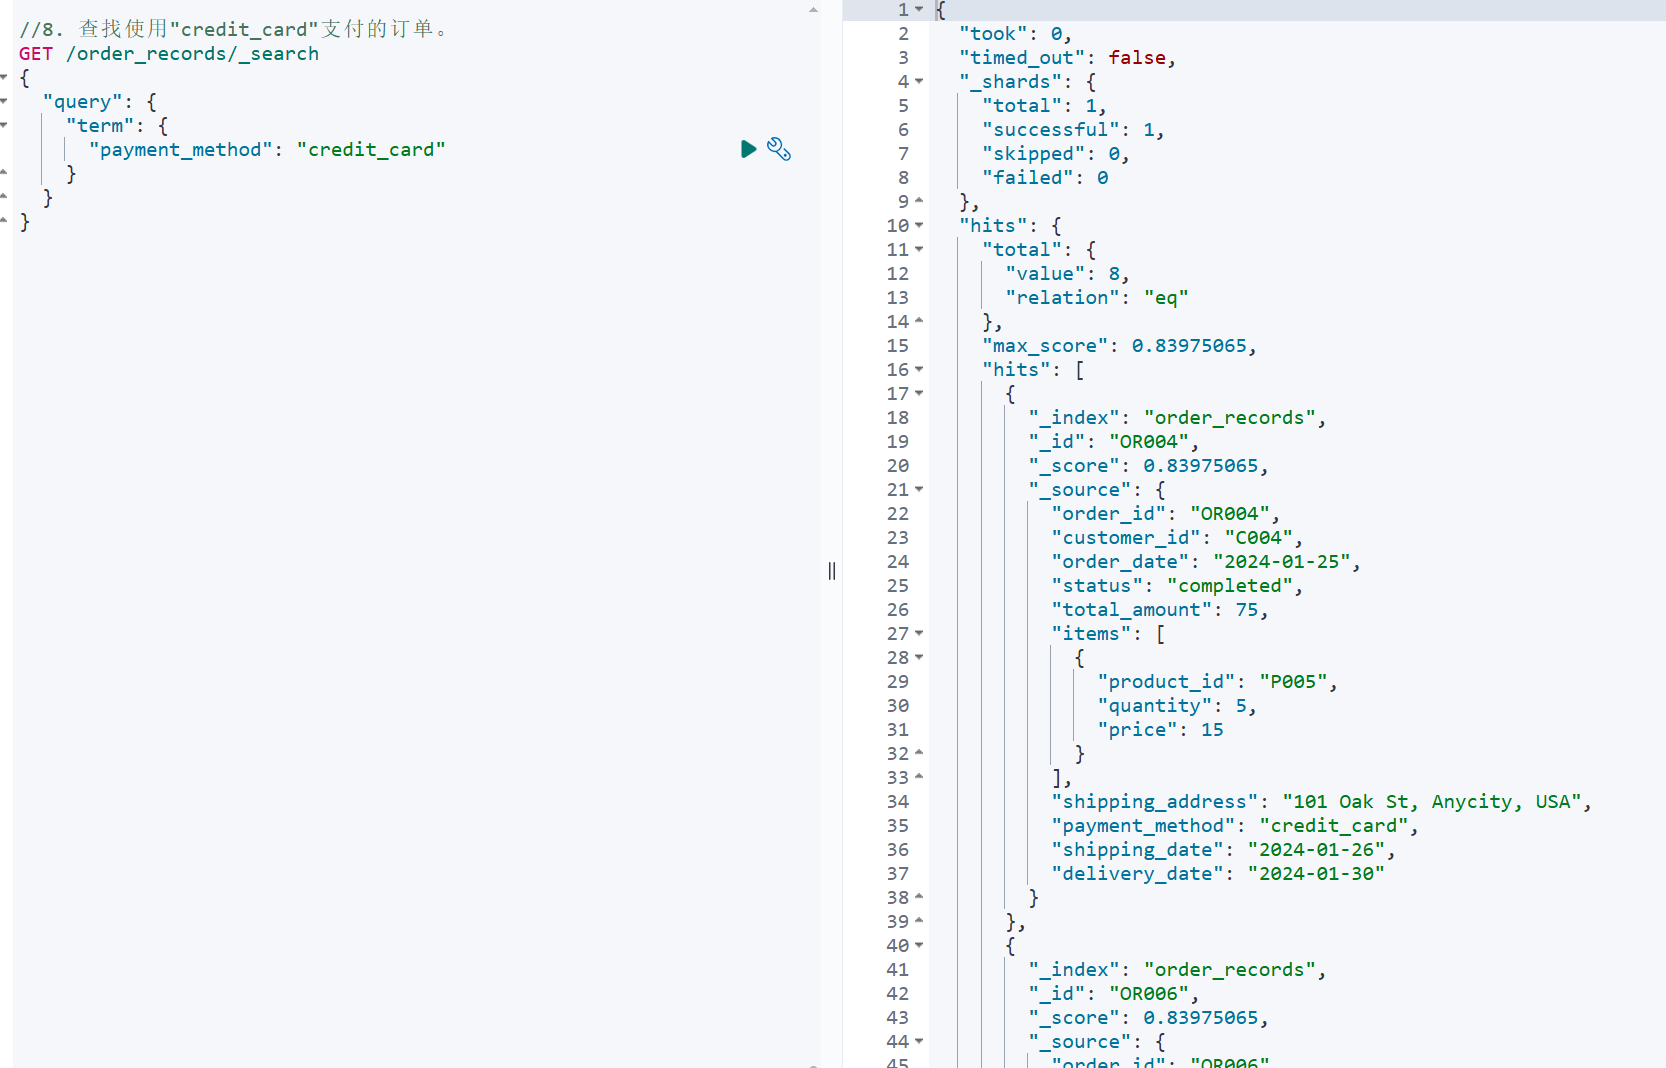 //8. 查找使用"credit_card"支付的订单。
GET /order_records/_search
{
  "query": {
    "term": {
      "payment_method": "credit_card"
    }
  }
}
1 {
2   "took": 0,
3   "timed_out": false,
4   "_shards": {
5     "total": 1,
6     "successful": 1,
7     "skipped": 0,
8     "failed": 0
9   },
10   "hits": {
11     "total": {
12       "value": 8,
13       "relation": "eq"
14     },
15     "max_score": 0.83975065,
16     "hits": [
17       {
18         "_index": "order_records",
19         "_id": "OR004",
20         "_score": 0.83975065,
21         "_source": {
22           "order_id": "OR004",
23           "customer_id": "C004",
24           "order_date": "2024-01-25",
25           "status": "completed",
26           "total_amount": 75,
27           "items": [
28             {
29               "product_id": "P005",
30               "quantity": 5,
31               "price": 15
32             }
33           ],
34           "shipping_address": "101 Oak St, Anycity, USA",
35           "payment_method": "credit_card",
36           "shipping_date": "2024-01-26",
37           "delivery_date": "2024-01-30"
38         }
39       },
40       {
41         "_index": "order_records",
42         "_id": "OR006",
43         "_score": 0.83975065,
44         "_source": {
45           "order_id": "OR006"